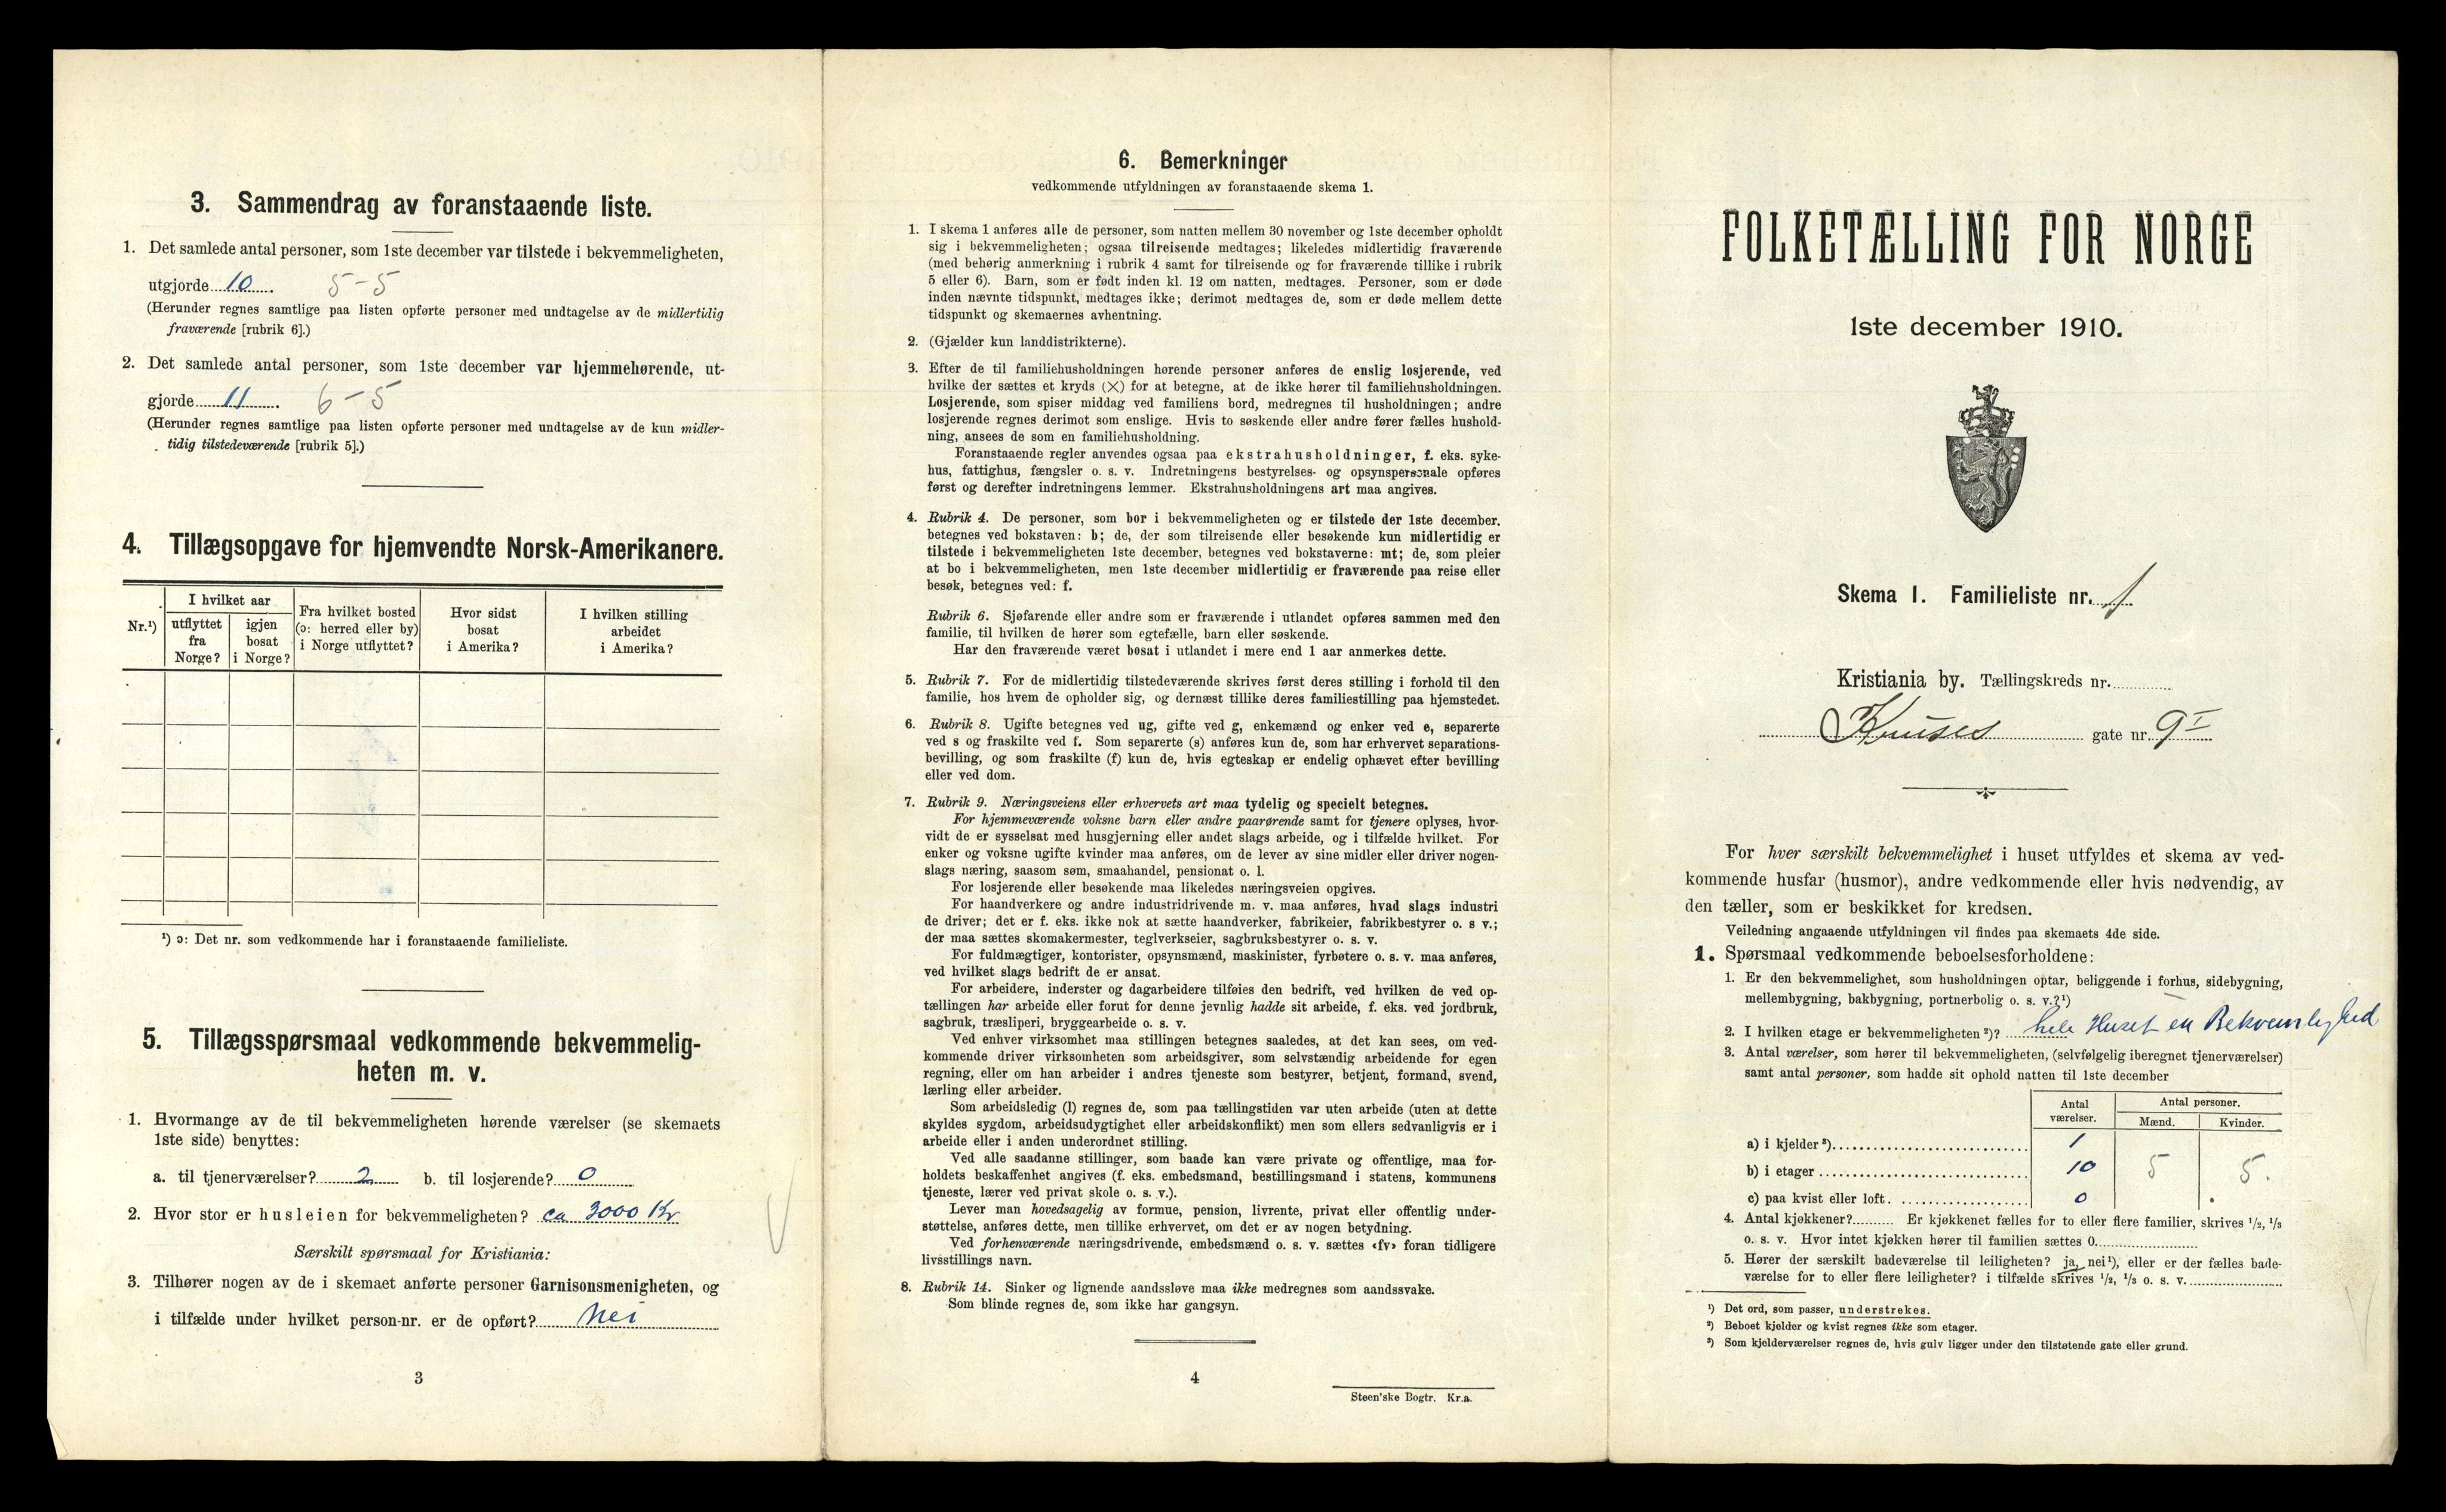 3. Sammendrag av foranstaaende liste.
1. Det samlede antal personer, som 1ste december var tilstede i bekvemmeligheten,
utgjorde 10. 5-5
(Herunder regnes samtlige paa listen opførte personer med undtagelse av de midlertidig
fraværende [rubrik 6].)
2. Det samlede antal personer, som 1ste december var hjemmehørende, ut-
gjorde 11. 6-5
(Herunder regnes samtlige paa listen opførte personer med undtagelse av de kun midler-
tidig tilstedeværende [rubrik 5].)
4. Tillægsopgave for hjemvendte Norsk-Amerikanere.
Nr.¹)
I hvilket aar
utflyttet
fra
Norge?
igjen
bosat
i Norge?
Fra hvilket bosted
(ɔ: herred eller by)
i Norge utflyttet?
Hvor sidst
bosat
i Amerika?
I hvilken stilling
arbeidet
i Amerika?
¹) ɔ: Det nr. som vedkommende har i foranstaaende familieliste.
5. Tillægsspørsmaal vedkommende bekvemmelig-
heten m. v.
1. Hvormange av de til bekvemmeligheten hørende værelser (se skemaets
1ste side) benyttes:
a. til tjenerværelser? 2 b. til losjerende? 0
2. Hvor stor er husleien for bekvemmeligheten? ca 3000 Kr
Særskilt spørsmaal for Kristiania:
3. Tilhører nogen av de i skemaet anførte personer Garnisonsmenigheten, og
i tilfælde under hvilket person-nr. er de opført? Nei
3
6. Bemerkninger
vedkommende utfyldningen av foranstaaende skema 1.
1. I skema 1 anføres alle de personer, som natten mellem 30 november og 1ste december opholdt
sig i bekvemmeligheten; ogsaa tilreisende medtages; likeledes midlertidig fraværende
(med behørig anmerkning i rubrik 4 samt for tilreisende og for fraværende tillike i rubrik
5 eller 6). Barn, som er født inden kl. 12 om natten, medtages. Personer, som er døde
inden nævnte tidspunkt, medtages ikke; derimot medtages de, som er døde mellem dette
tidspunkt og skemaernes avhentning.
2. (Gjælder kun landdistrikterne).
3. Efter de til familiehusholdningen hørende personer anføres de enslig losjerende, ved
hvilke der sættes et kryds (×) for at betegne, at de ikke hører til familiehusholdningen.
Losjerende, som spiser middag ved familiens bord, medregnes til husholdningen; andre
losjerende regnes derimot som enslige. Hvis to søskende eller andre fører fælles hushold-
ning, ansees de som en familiehusholdning.
Foranstaaende regler anvendes ogsaa paa ekstrahusholdninger, f. eks. syke-
hus, fattighus, fængsler o. s. v. Indretningens bestyrelses- og opsynspersonale opføres
først og derefter indretningens lemmer. Ekstrahusholdningens art maa angives.
4. Rubrik 4. De personer, som bor i bekvemmeligheten og er tilstede der 1ste december,
betegnes ved bokstaven: b; de, der som tilreisende eller besøkende kun midlertidig er
tilstede i bekvemmeligheten 1ste december, betegnes ved bokstaverne: mt; de, som pleier
at bo i bekvemmeligheten, men 1ste december midlertidig er fraværende paa reise eller
besøk, betegnes ved: f.
Rubrik 6. Sjøfarende eller andre som er fraværende i utlandet opføres sammen med den
familie, til hvilken de hører som egtefælle, barn eller søskende.
Har den fraværende været bosat i utlandet i mere end 1 aar anmerkes dette.
5. Rubrik 7. For de midlertidig tilstedeværende skrives først deres stilling i forhold til den
familie, hos hvem de opholder sig, og dernæst tillike deres familiestilling paa hjemstedet.
6. Rubrik 8. Ugifte betegnes ved ug, gifte ved g, enkemænd og enker ved e, separerte
ved s og fraskilte ved f. Som separerte (s) anføres kun de, som har erhvervet separations-
bevilling, og som fraskilte (f) kun de, hvis egteskap er endelig ophævet efter bevilling
eller ved dom.
7. Rubrik 9. Næringsveiens eller erhvervets art maa tydelig og specielt betegnes.
For hjemmeværende voksne barn eller andre paarørende samt for tjenere oplyses, hvor-
vidt de er sysselsat med husgjerning eller andet slags arbeide, og i tilfælde hvilket. For
enker og voksne ugifte kvinder maa anføres, om de lever av sine midler eller driver nogen-
slags næring, saasom søm, smaahandel, pensionat o. l.
For losjerende eller besøkende maa likeledes næringsveien opgives.
For haandverkere og andre industridrivende m. v. maa anføres, hvad slags industri
de driver; det er f. eks. ikke nok at sætte haandverker, fabrikeier, fabrikbestyrer o. s v.;
der maa sættes skomakermester, teglverkseier, sagbruksbestyrer o. s. v.
For fuldmægtiger, kontorister, opsynsmænd, maskinister, fyrbøtere o. s. v. maa anføres,
ved hvilket slags bedrift de er ansat.
For arbeidere, inderster og dagarbeidere tilføies den bedrift, ved hvilken de ved op-
tællingen har arbeide eller forut for denne jevnlig hadde sit arbeide, f. eks. ved jordbruk,
sagbruk, træsliperi, bryggearbeide o. s. v.
Ved enhver virksomhet maa stillingen betegnes saaledes, at det kan sees, om ved-
kommende driver virksomheten som arbeidsgiver, som selvstændig arbeidende for egen
regning, eller om han arbeider i andres tjeneste som bestyrer, betjent, formand, svend,
lærling eller arbeider.
Som arbeidsledig (l) regnes de, som paa tællingstiden var uten arbeide (uten at dette
skyldes sygdom, arbeidsudygtighet eller arbeidskonflikt) men som ellers sedvanligvis er i
arbeide eller i anden underordnet stilling.
Ved alle saadanne stillinger, som baade kan være private og offentlige, maa for-
holdets beskaffenhet angives (f. eks. embedsmand, bestillingsmand i statens, kommunens
tjeneste, lærer ved privat skole o. s. v.).
Lever man hovedsagelig av formue, pension, livrente, privat eller offentlig under-
støttelse, anføres dette, men tillike erhvervet, om det er av nogen betydning.
Ved forhenværende næringsdrivende, embedsmænd o. s. v. sættes «fv» foran tidligere
livsstillings navn.
8. Rubrik 14. Sinker og lignende aandssløve maa ikke medregnes som aandssvake.
Som blinde regnes de, som ikke har gangsyn.
4
Steen'ske Bogtr. Kr.a.
FOLKETÆLLING FOR NORGE
1ste december 1910.
Skema I. Familieliste nr. 1
Kristiania by. Tællingskreds nr.
Kruses gate nr. 9 I
For hver særskilt bekvemmelighet i huset utfyldes et skema av ved-
kommende husfar (husmor), andre vedkommende eller hvis nødvendig, av
den tæller, som er beskikket for kredsen.
Veiledning angaaende utfyldningen vil findes paa skemaets 4de side.
1. Spørsmaal vedkommende beboelsesforholdene:
1. Er den bekvemmelighet, som husholdningen optar, beliggende i forhus, sidebygning,
mellembygning, bakbygning, portnerbolig o. s. v.?¹)
2. I hvilken etage er bekvemmeligheten²)? hele Huset en Bekvemlighed
3. Antal værelser, som hører til bekvemmeligheten, (selvfølgelig iberegnet tjenerværelser)
samt antal personer, som hadde sit ophold natten til 1ste december
Antal værelser. Antal personer.
Mænd. Kvinder.
a) i kjelder³) 1
b) i etager 10 5 5.
c) paa kvist eller loft. 0
4. Antal kjøkkener? Er kjøkkenet fælles for to eller flere familier, skrives ¹/₂, ¹/₃
o. s. v. Hvor intet kjøkken hører til familien sættes 0.
5. Hører der særskilt badeværelse til leiligheten? ja, nei¹), eller er der fælles bade-
værelse for to eller flere leiligheter? i tilfælde skrives ¹/₂, ¹/₃ o. s. v.
¹) Det ord, som passer, understrekes.
²) Beboet kjelder og kvist regnes ikke som etager.
³) Som kjelderværelser regnes de, hvis gulv ligger under den tilstøtende gate eller grund.